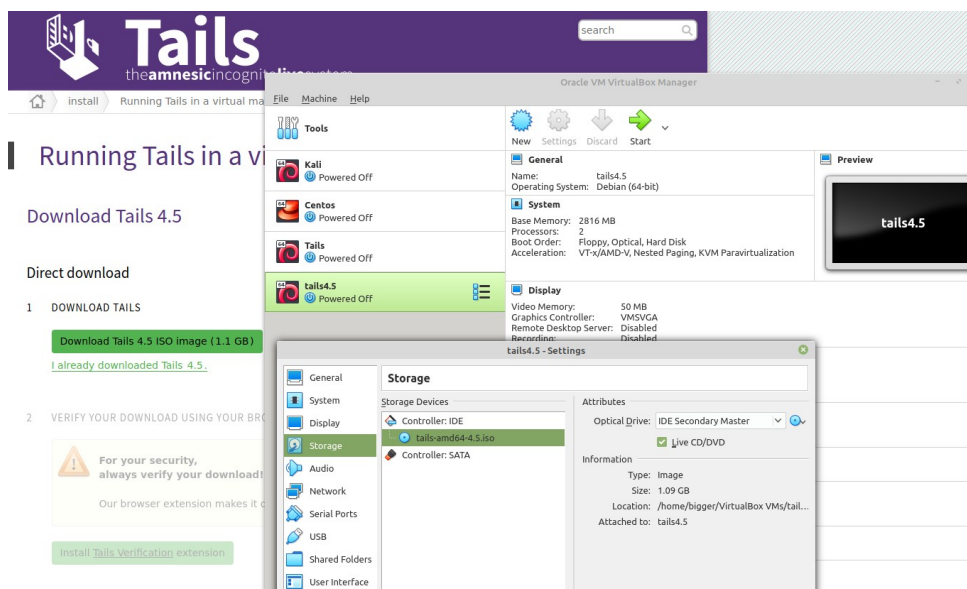 Tails
theamnesicincognitolivesystem
search
install
Running Tails in a virtual ma
Running Tails in a vi
Download Tails 4.5
Direct download
1 DOWNLOAD TAILS
Download Tails 4.5 ISO image (1.1 GB)
I already downloaded Tails 4.5.
2 VERIFY YOUR DOWNLOAD USING YOUR BRO
For your security,
always verify your download!
Our browser extension makes it
Install Tails Verification extension
Oracle VM VirtualBox Manager
File Machine Help
Tools
New Settings Discard Start
64 Kali
Powered Off
64 Centos
Powered Off
64 Tails
Powered Off
64 tails4.5
Powered Off
General
Name: tails4.5
Operating System: Debian (64-bit)
System
Base Memory: 2816 MB
Processors: 2
Boot Order: Floppy, Optical, Hard Disk
Acceleration: VT-x/AMD-V, Nested Paging, KVM Paravirtualization
Display
Video Memory: 50 MB
Graphics Controller: VMSVGA
Remote Desktop Server: Disabled
Recording: Disabled
Preview
tails4.5
tails4.5 - Settings
General
System
Display
Storage
Audio
Network
Serial Ports
USB
Shared Folders
User Interface
Storage
Storage Devices
Controller: IDE
tails-amd64-4.5.iso
Controller: SATA
Attributes
Optical Drive: IDE Secondary Master
Live CD/DVD
Information
Type: Image
Size: 1.09 GB
Location: /home/bigger/VirtualBox VMs/tail...
Attached to: tails4.5